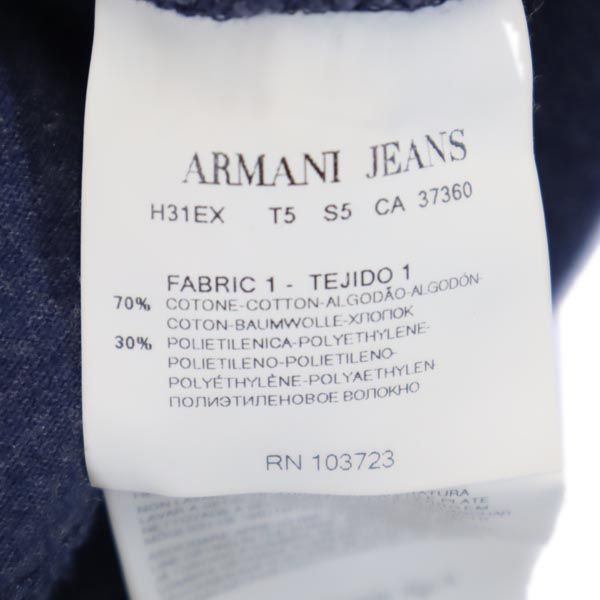 ARMANI JEANS
H31EX T5 S5 CA 37360
FABRIC 1 - TEJIDO 1
70% COTONE-COTTON-ALGODÃO-ALGODÓN-
COTON-BAUMWOLLE-ХЛОПОК
30% POLIETILENICA-POLYETHYLENE-
POLIETILENO-POLIETILENO-
POLYÉTHYLÈNE-POLYAETHYLEN-
ПОЛИЭТИЛЕНОВОЕ ВОЛОКНО
RN 103723